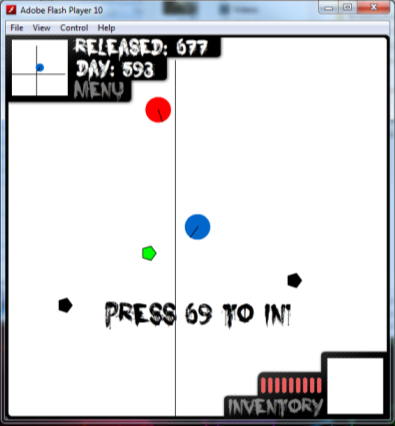 Adobe Flash Player 10
File View Control Help
RELEASED: 677
DAY: 593
MENU
PRESS 69 TO IN
INVENTORY